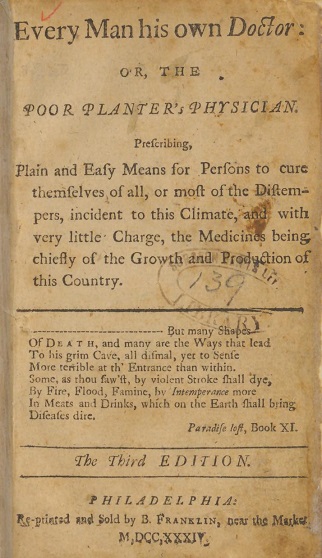 Every Man his own Doctor:
OR, THE
POOR PLANTER's PHYSICIAN.
Preſcribing,
Plain and Eaſy Means for Perſons to cure
themſelves of all, or moſt of the Diſtem-
pers, incident to this Climate, and with
very little Charge, the Medicines being
chiefly of the Growth and Production of
this Country.
139
LIBRARY
But many Shapes
Of DEATH, and many are the Ways that lead
To his grim Cave, all diſmal, yet to Senſe
More terrible at th' Entrance than within.
Some, as thou ſaw'ſt, by violent Stroke ſhall dye,
By Fire, Flood, Famine, by Intemperance more
In Meats and Drinks, which on the Earth ſhall bring
Diſeaſes dire.
Paradiſe loſt, Book XI.
The Third EDITION.
PHILADELPHIA:
Re-printed and Sold by B. FRANKLIN, near the Market
M,DCC,XXXIV.